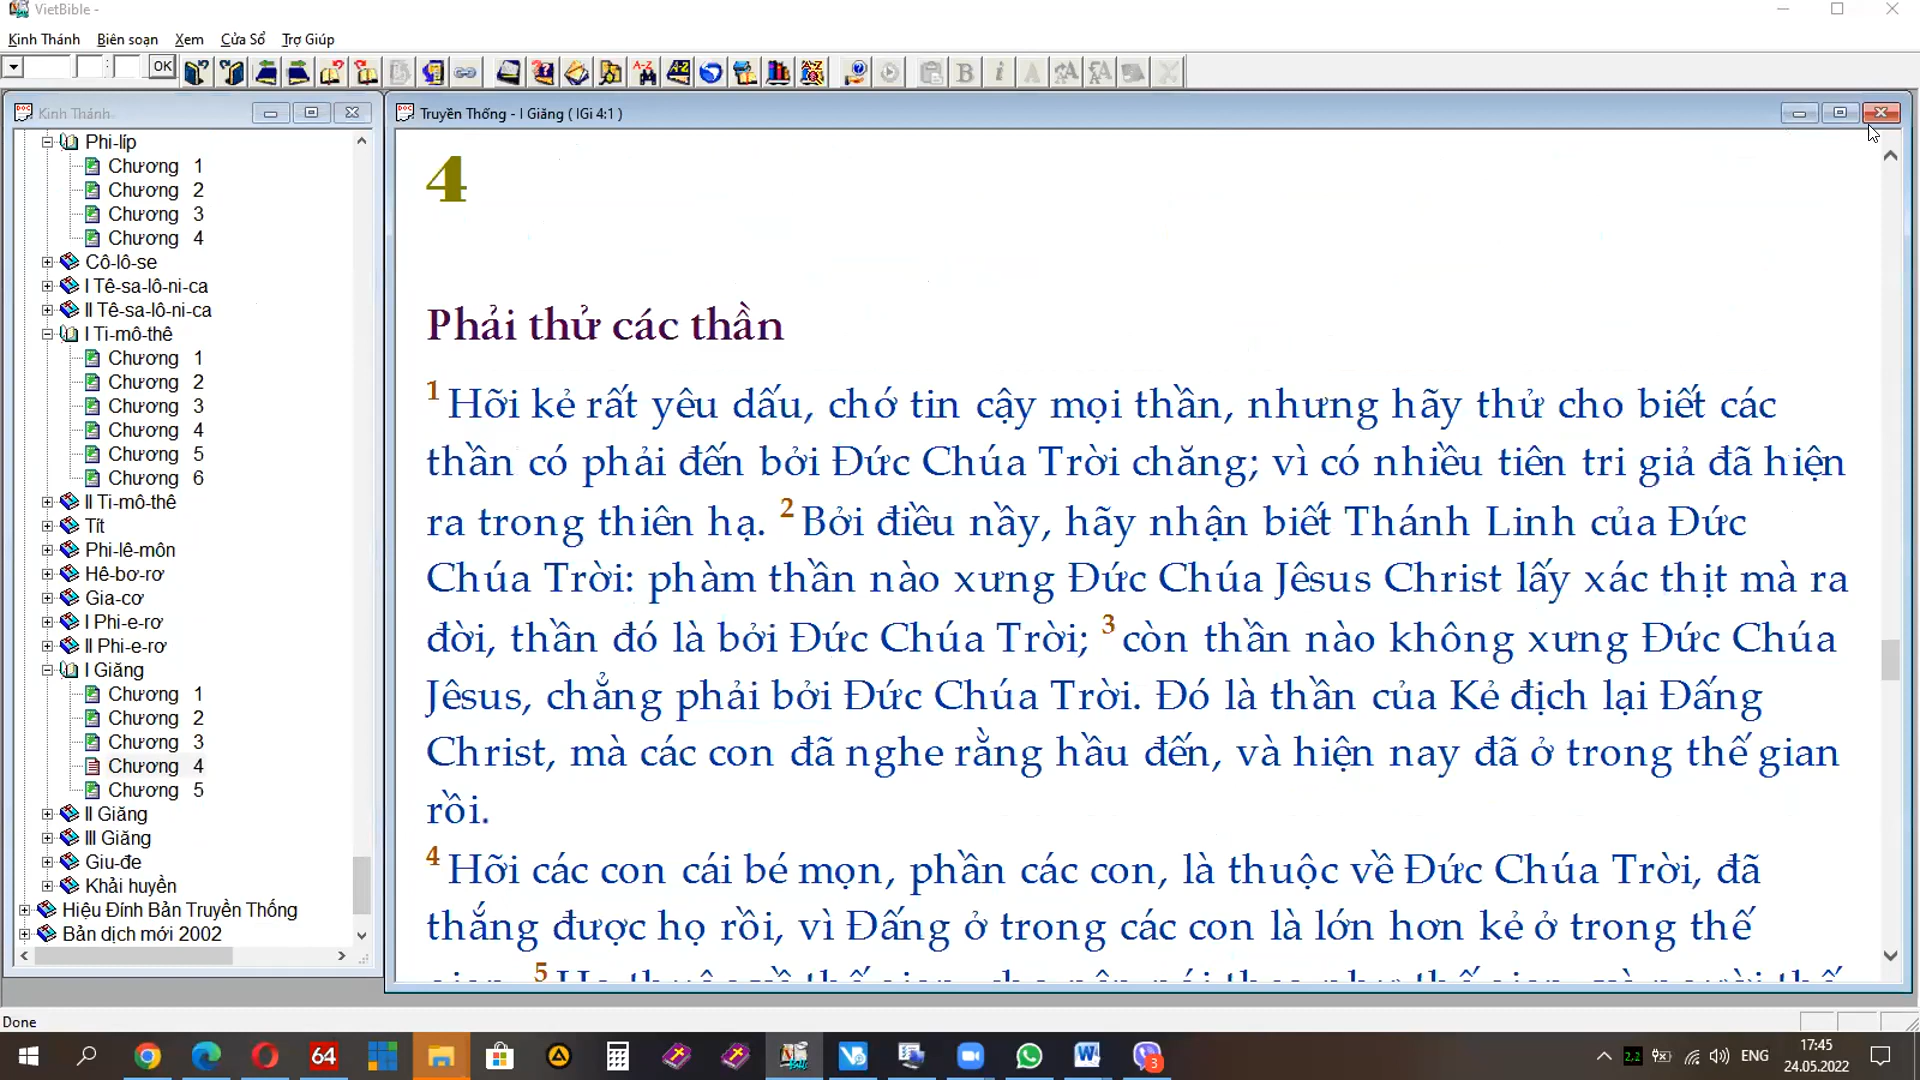 VietBible -
Kinh Thánh Biên soạn Xem Cửa Sổ Trợ Giúp
: OK
Kinh Thánh
Phi-líp
Chương 1
Chương 2
Chương 3
Chương 4
Cô-lô-se
I Tê-sa-lô-ni-ca
II Tê-sa-lô-ni-ca
I Ti-mô-thê
Chương 1
Chương 2
Chương 3
Chương 4
Chương 5
Chương 6
II Ti-mô-thê
Tít
Phi-lê-môn
Hê-bơ-rơ
Gia-cơ
I Phi-e-rơ
II Phi-e-rơ
I Giăng
Chương 1
Chương 2
Chương 3
Chương 4
Chương 5
II Giăng
III Giăng
Giu-đe
Khải huyền
Hiệu Đính Bản Truyền Thống
Bản dịch mới 2002
Truyền Thống - I Giăng ( IGi 4:1 )
4
Phải thử các thần
1 Hỡi kẻ rất yêu dấu, chớ tin cậy mọi thần, nhưng hãy thử cho biết các
thần có phải đến bởi Đức Chúa Trời chăng; vì có nhiều tiên tri giả đã hiện
ra trong thiên hạ. 2 Bởi điều nầy, hãy nhận biết Thánh Linh của Đức
Chúa Trời: phàm thần nào xưng Đức Chúa Jêsus Christ lấy xác thịt mà ra
đời, thần đó là bởi Đức Chúa Trời; 3 còn thần nào không xưng Đức Chúa
Jêsus, chẳng phải bởi Đức Chúa Trời. Đó là thần của Kẻ địch lại Đấng
Christ, mà các con đã nghe rằng hầu đến, và hiện nay đã ở trong thế gian
rồi.
4 Hỡi các con cái bé mọn, phần các con, là thuộc về Đức Chúa Trời, đã
thắng được họ rồi, vì Đấng ở trong các con là lớn hơn kẻ ở trong thế
5
Done
64
3
2,2
ENG
17:45
24.05.2022